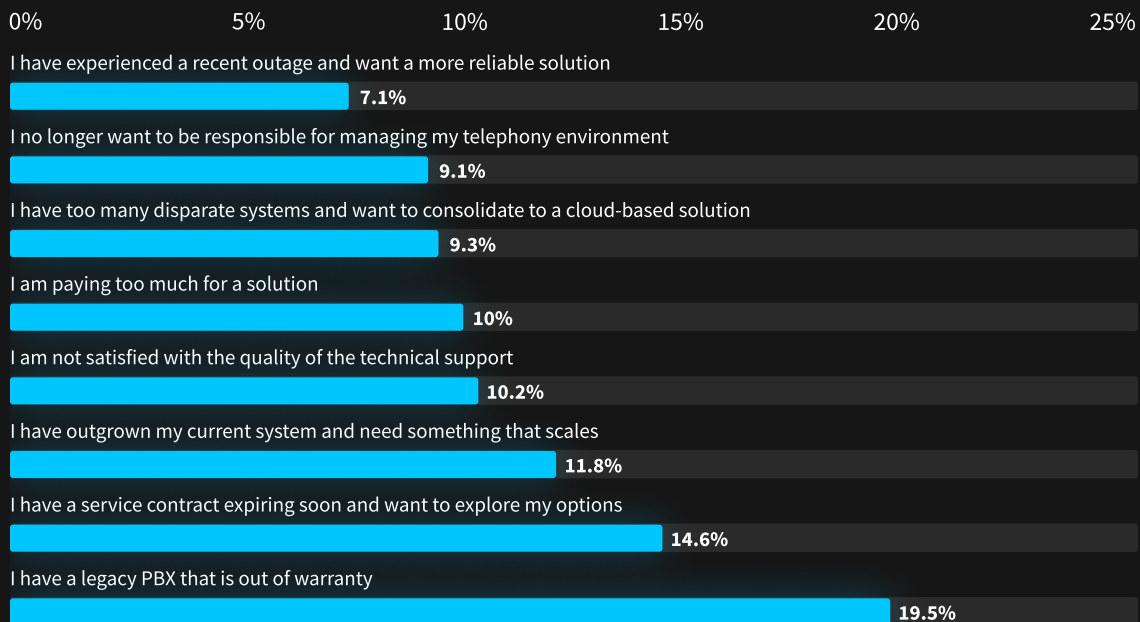 0% 5% 10% 15% 20% 25%
I have experienced a recent outage and want a more reliable solution
7.1%
I no longer want to be responsible for managing my telephony environment
9.1%
I have too many disparate systems and want to consolidate to a cloud-based solution
9.3%
I am paying too much for a solution
10%
I am not satisfied with the quality of the technical support
10.2%
I have outgrown my current system and need something that scales
11.8%
I have a service contract expiring soon and want to explore my options
14.6%
I have a legacy PBX that is out of warranty
19.5%